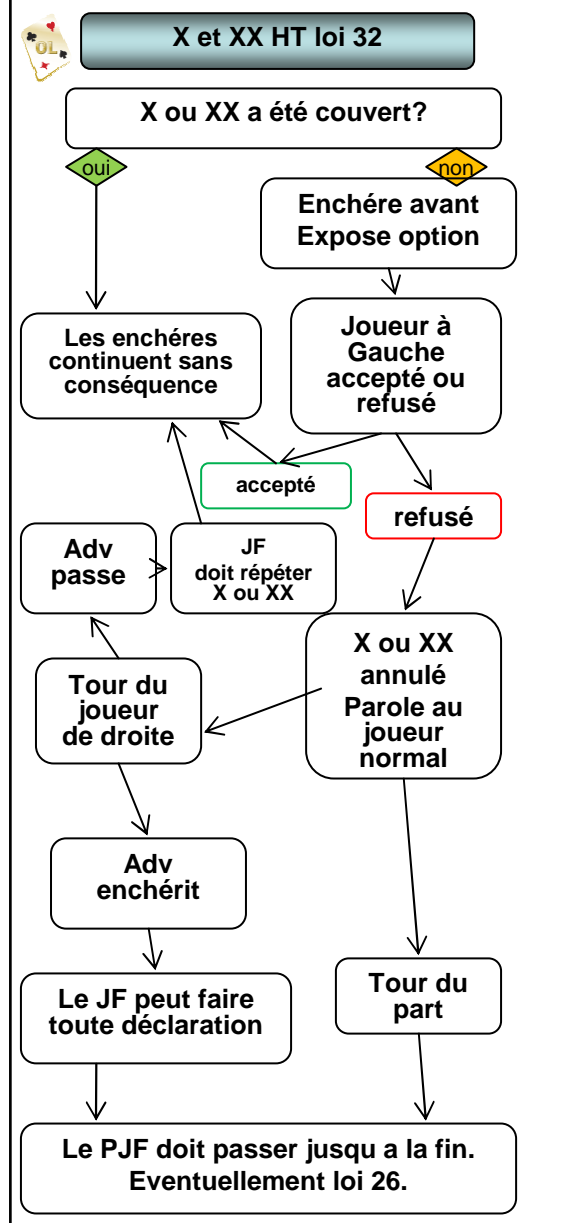 OL
X et XX HT loi 32
X ou XX a été couvert?
oui
non
Enchére avant
Expose option
Les enchéres
continuent sans
conséquence
Joueur à
Gauche
accepté ou
refusé
accepté
refusé
Adv
passe
JF
doit répéter
X ou XX
X ou XX
annulé
Parole au
joueur
normal
Tour du
joueur
de droite
Adv
enchérit
Le JF peut faire
toute déclaration
Tour du
part
Le PJF doit passer jusqu a la fin.
Eventuellement loi 26.